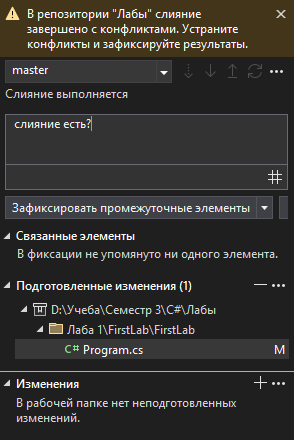 В репозитории "Лабы" слияние
завершено с конфликтами. Устраните
конфликты и зафиксируйте результаты.
master
Слияние выполняется
слияние есть?
Зафиксировать промежуточные элементы
Связанные элементы
В фиксации не упомянуто ни одного элемента.
Подготовленные изменения (1)
D:\Учеба\Семестр 3\C#\Лабы
Лаба 1\FirstLab\FirstLab
C# Program.cs M
Изменения
В рабочей папке нет неподготовленных
изменений.